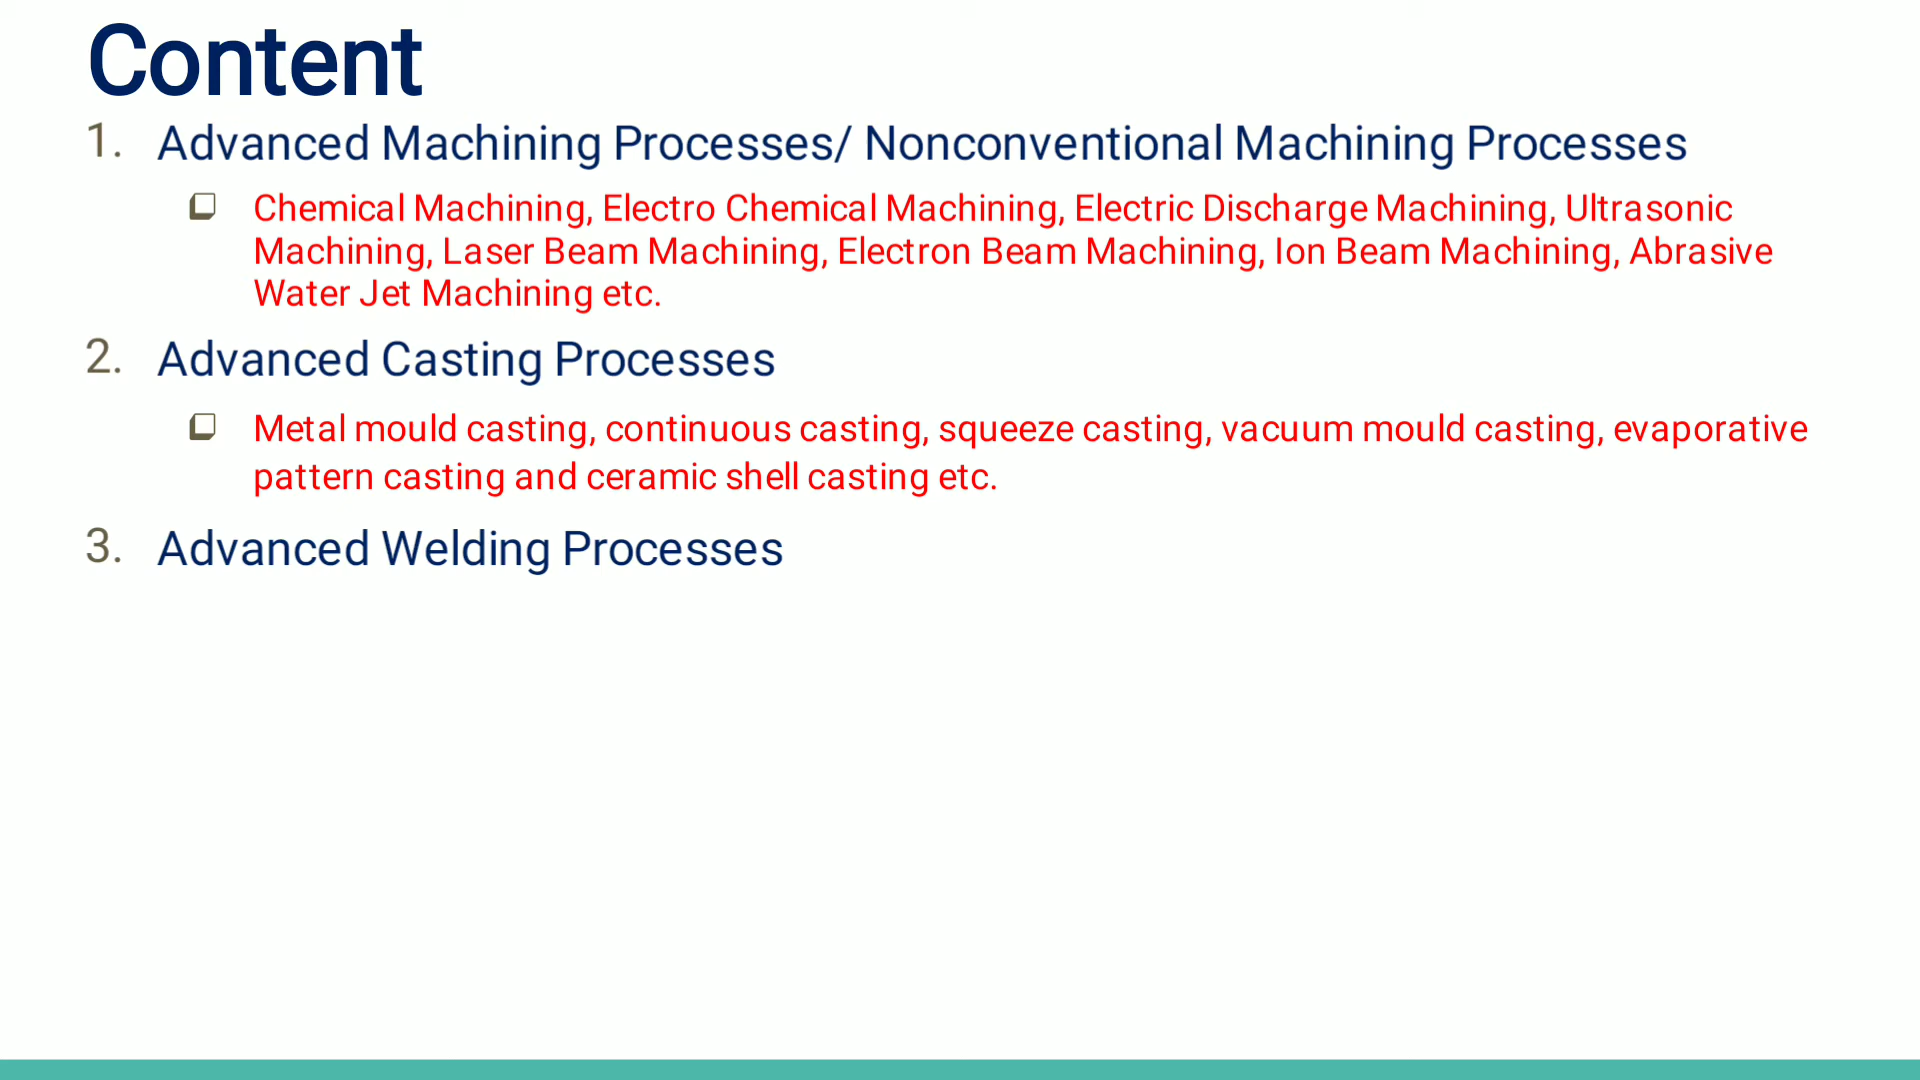 Content
1. Advanced Machining Processes/ Nonconventional Machining Processes
Chemical Machining, Electro Chemical Machining, Electric Discharge Machining, Ultrasonic
Machining, Laser Beam Machining, Electron Beam Machining, Ion Beam Machining, Abrasive
Water Jet Machining etc.
2. Advanced Casting Processes
Metal mould casting, continuous casting, squeeze casting, vacuum mould casting, evaporative
pattern casting and ceramic shell casting etc.
3. Advanced Welding Processes